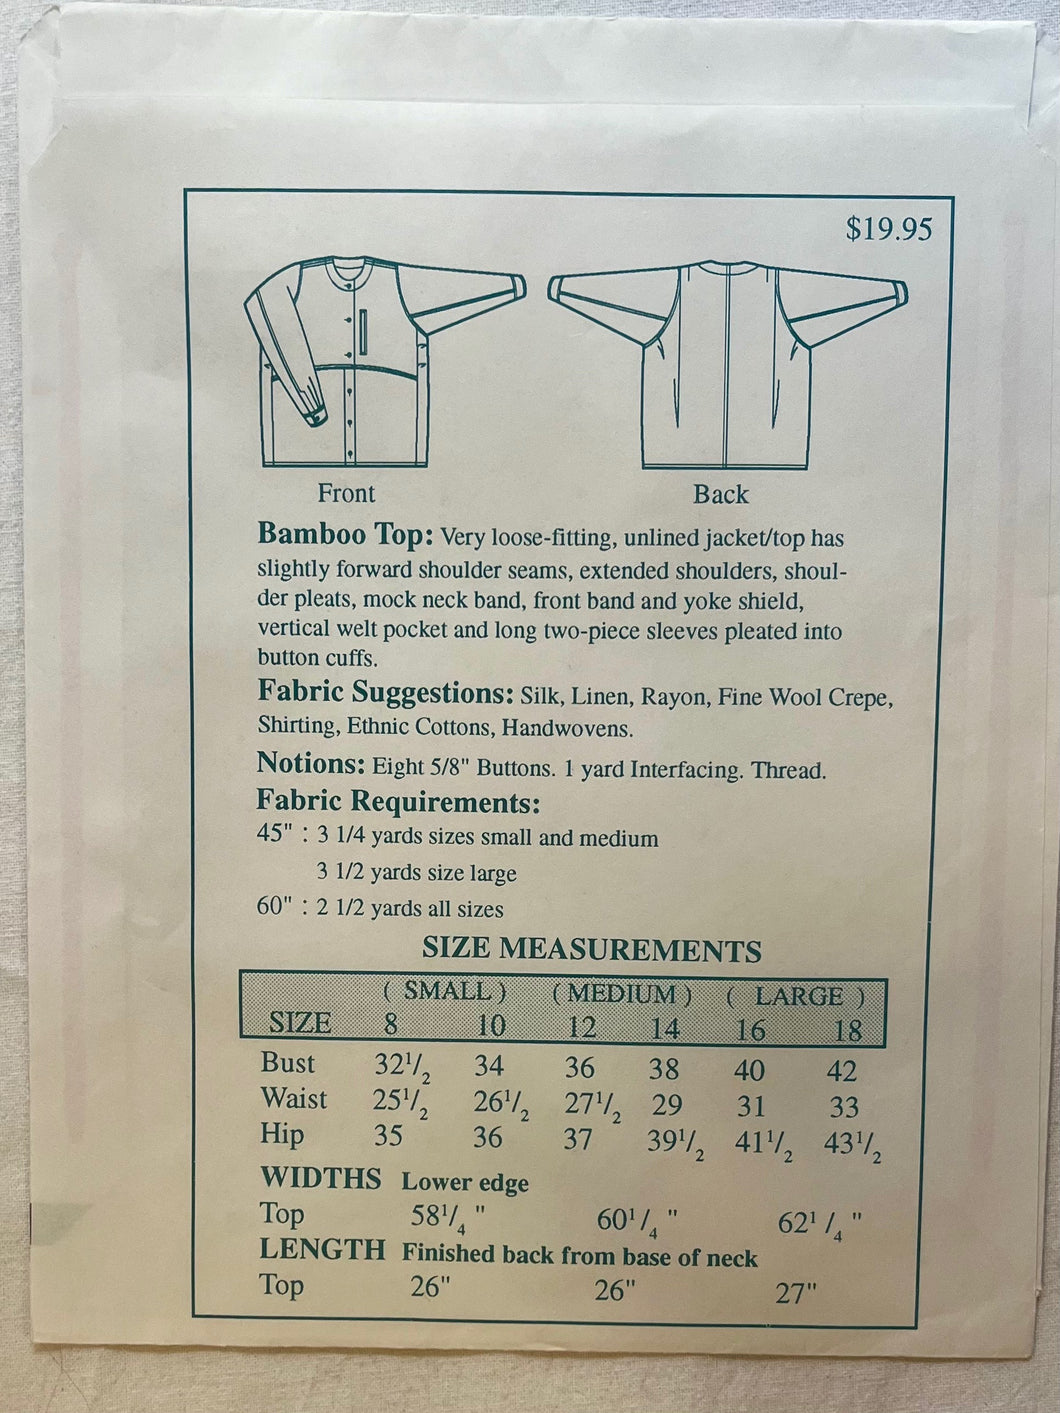 $19.95
Front Back
Bamboo Top: Very loose-fitting, unlined jacket/top has
slightly forward shoulder seams, extended shoulders, shoul-
der pleats, mock neck band, front band and yoke shield,
vertical welt pocket and long two-piece sleeves pleated into
button cuffs.
Fabric Suggestions: Silk, Linen, Rayon, Fine Wool Crepe,
Shirting, Ethnic Cottons, Handwovens.
Notions: Eight 5/8" Buttons. 1 yard Interfacing. Thread.
Fabric Requirements:
45" : 3 1/4 yards sizes small and medium
3 1/2 yards size large
60" : 2 1/2 yards all sizes
SIZE MEASUREMENTS
( SMALL ) ( MEDIUM ) ( LARGE )
SIZE 8 10 12 14 16 18
Bust 32 1/2 34 36 38 40 42
Waist 25 1/2 26 1/2 27 1/2 29 31 33
Hip 35 36 37 39 1/2 41 1/2 43 1/2
WIDTHS Lower edge
Top 58 1/4 " 60 1/4 " 62 1/4 "
LENGTH Finished back from base of neck
Top 26" 26" 27"